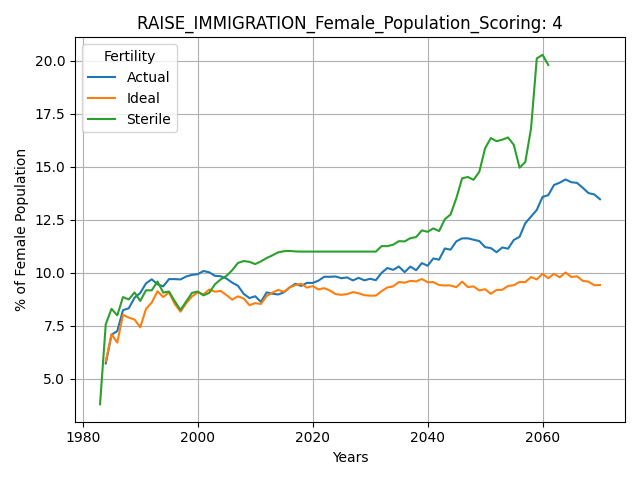 RAISE_IMMIGRATION_Female_Population_Scoring: 4
Fertility
Actual
Ideal
Sterile
% of Female Population
20.0
17.5
15.0
12.5
10.0
7.5
5.0
1980
2000
2020
2040
2060
Years